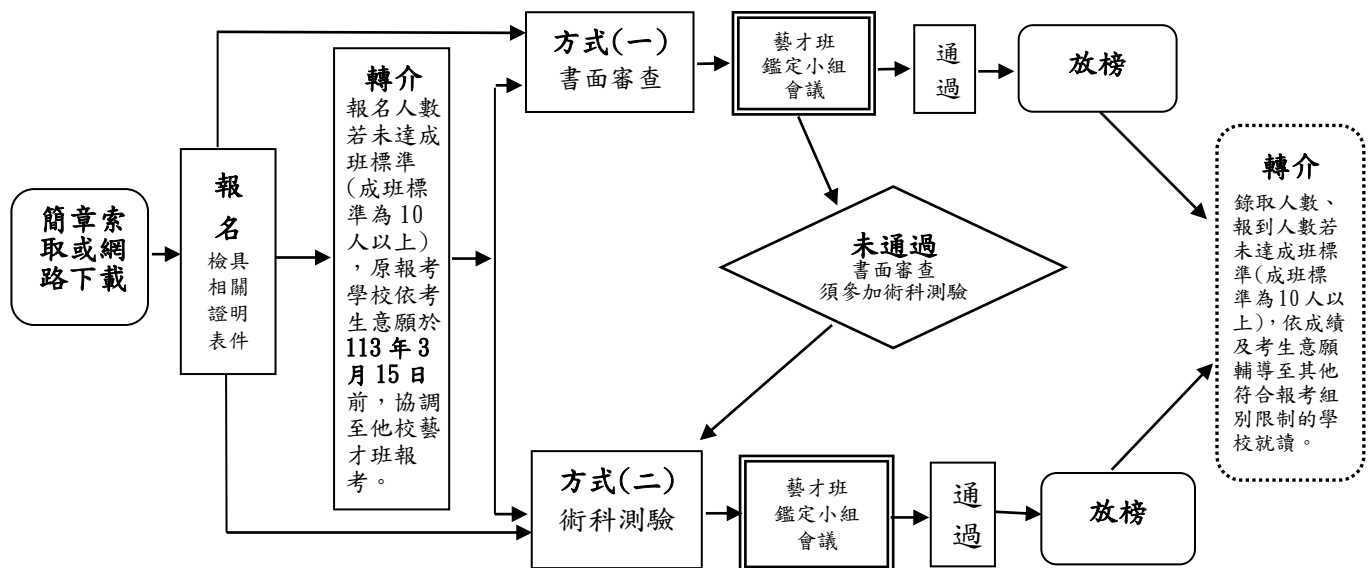 簡章索
取或網
路下載
報
名
檢具
相關
證明
表件
轉介
報名人數
若未達成
班標準
(成班標
準為 10
人以上)
，原報考
學校依考
生意願於
113 年 3
月 15 日
前，協調
至他校藝
才班報
考。
方式(一)
書面審查
藝才班
鑑定小組
會議
通
過
放榜
未通過
書面審查
須參加術科測驗
方式(二)
術科測驗
藝才班
鑑定小組
會議
通
過
放榜
轉介
錄取人數、
報到人數若
未達成班標
準(成班標
準為10人以
上)，依成績
及考生意願
輔導至其他
符合報考組
別限制的學
校就讀。